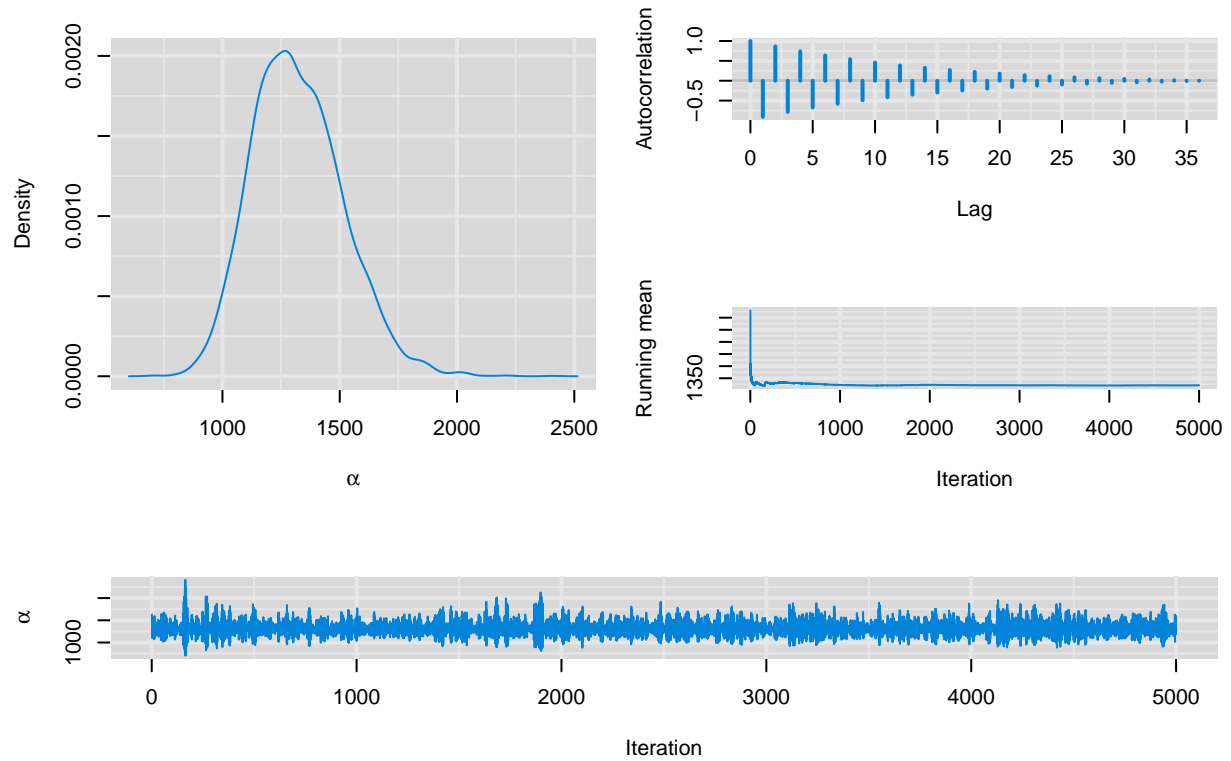 Density
0.0000 0.0010 0.0020
1000 1500 2000 2500
α
Autocorrelation
−0.5 1.0
0 5 10 15 20 25 30 35
Lag
Running mean
1350
0 1000 2000 3000 4000 5000
Iteration
α
1000
0 1000 2000 3000 4000 5000
Iteration